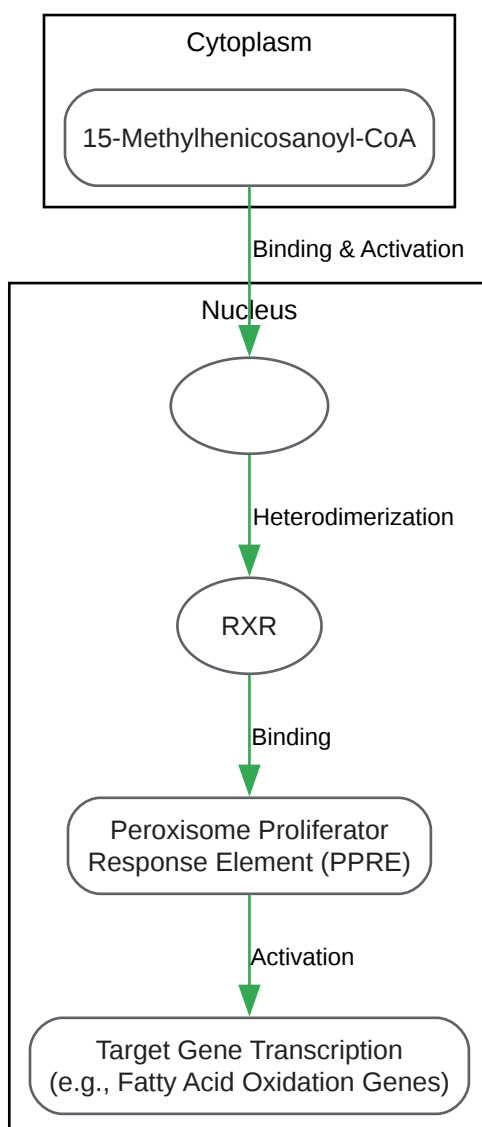 Cytoplasm
15-Methylhenicosanoyl-CoA
Binding & Activation
Nucleus
Heterodimerization
RXR
Binding
Peroxisome Proliferator
Response Element (PPRE)
Activation
Target Gene Transcription
(e.g., Fatty Acid Oxidation Genes)